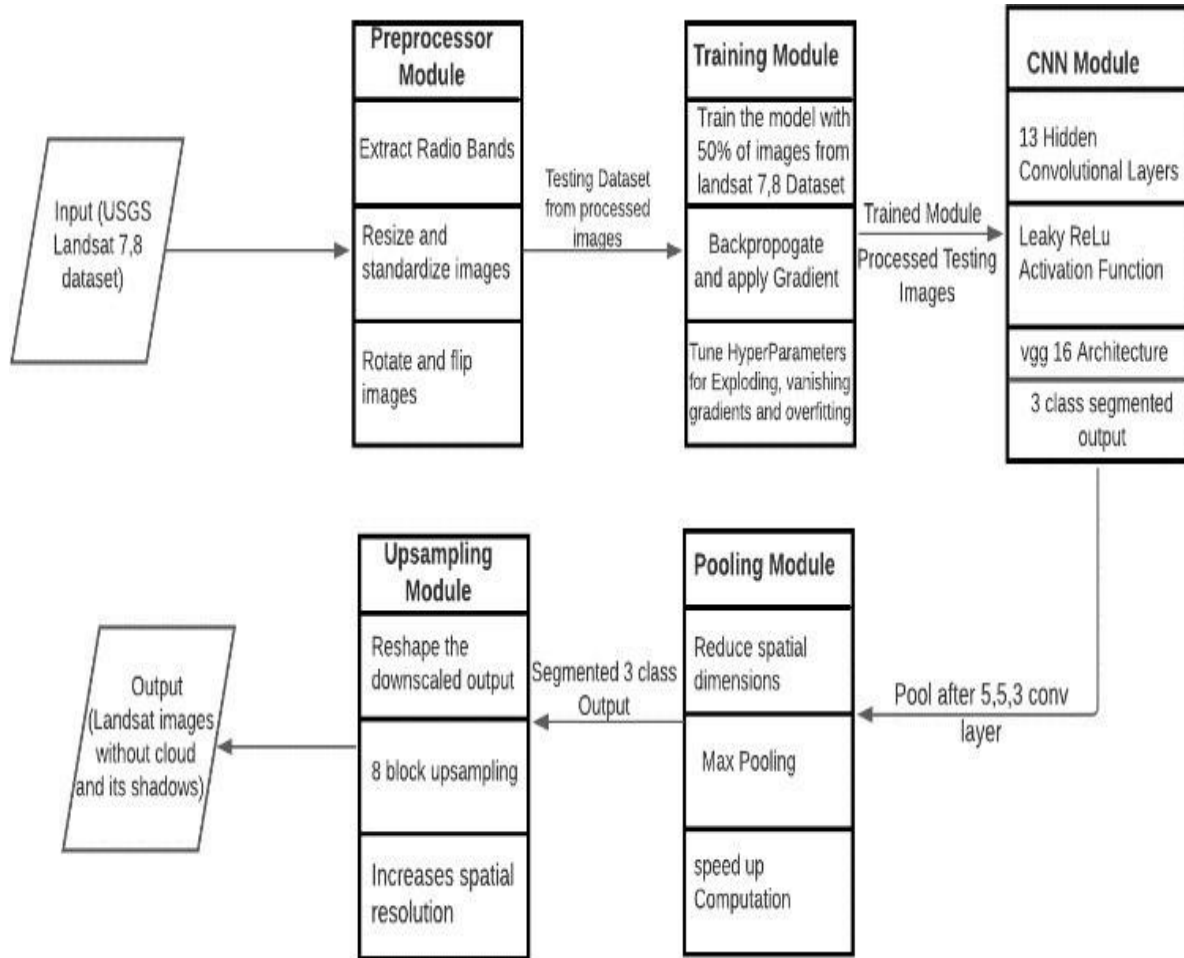 Input (USGS
Landsat 7,8
dataset)
Preprocessor
Module
Extract Radio Bands
Resize and
standardize images
Rotate and flip
images
Testing Dataset
from processed
images
Training Module
Train the model with
50% of images from
landsat 7,8 Dataset
Backpropogate
and apply Gradient
Tune HyperParameters
for Exploding, vanishing
gradients and overfitting
Trained Module
Processed Testing
Images
CNN Module
13 Hidden
Convolutional Layers
Leaky ReLu
Activation Function
vgg 16 Architecture
3 class segmented
output
Pool after 5,5,3 conv
layer
Pooling Module
Reduce spatial
dimensions
Max Pooling
speed up
Computation
Segmented 3 class
Output
Upsampling
Module
Reshape the
downscaled output
8 block upsampling
Increases spatial
resolution
Output
(Landsat images
without cloud
and its shadows)